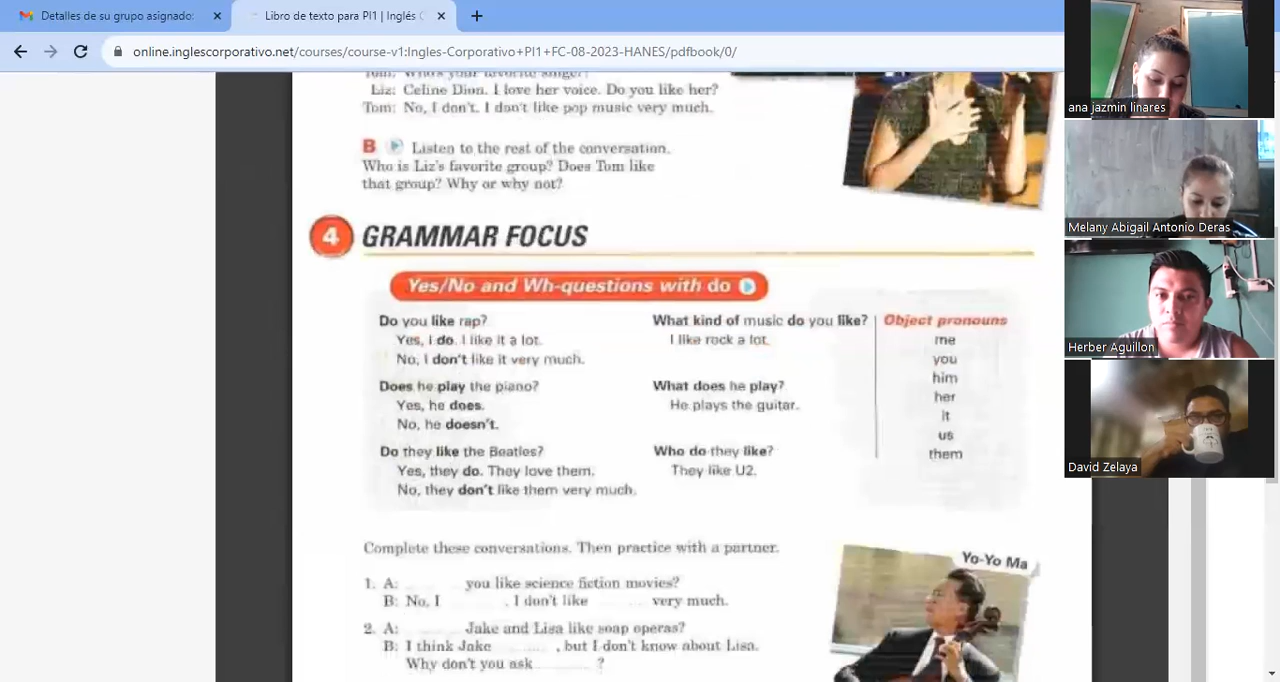 Detalles de su grupo asignado:
Libro de texto para PI1 | Inglés C
online.inglescorporativo.net/courses/course-v1:Ingles-Corporativo+PI1+FC-08-2023-HANES/pdfbook/0/
Tom: Who's your favorite singer?
Liz: Celine Dion. I love her voice. Do you like her?
Tom: No, I don't. I don't like pop music very much.
B Listen to the rest of the conversation.
Who is Liz's favorite group? Does Tom like
that group? Why or why not?
4 GRAMMAR FOCUS
Yes/No and Wh-questions with do
Do you like rap?
Yes, I do. I like it a lot.
No, I don't like it very much.
Does he play the piano?
Yes, he does.
No, he doesn't.
Do they like the Beatles?
Yes, they do. They love them.
No, they don't like them very much.
What kind of music do you like?
I like rock a lot.
What does he play?
He plays the guitar.
Who do they like?
They like U2.
Object pronouns
me
you
him
her
it
us
them
Complete these conversations. Then practice with a partner.
1. A: you like science fiction movies?
B: No, I . I don't like very much.
2. A: Jake and Lisa like soap operas?
B: I think Jake , but I don't know about Lisa.
Why don't you ask ?
Yo-Yo Ma
ana jazmin linares
Melany Abigail Antonio Deras
Herber Aguillon
David Zelaya